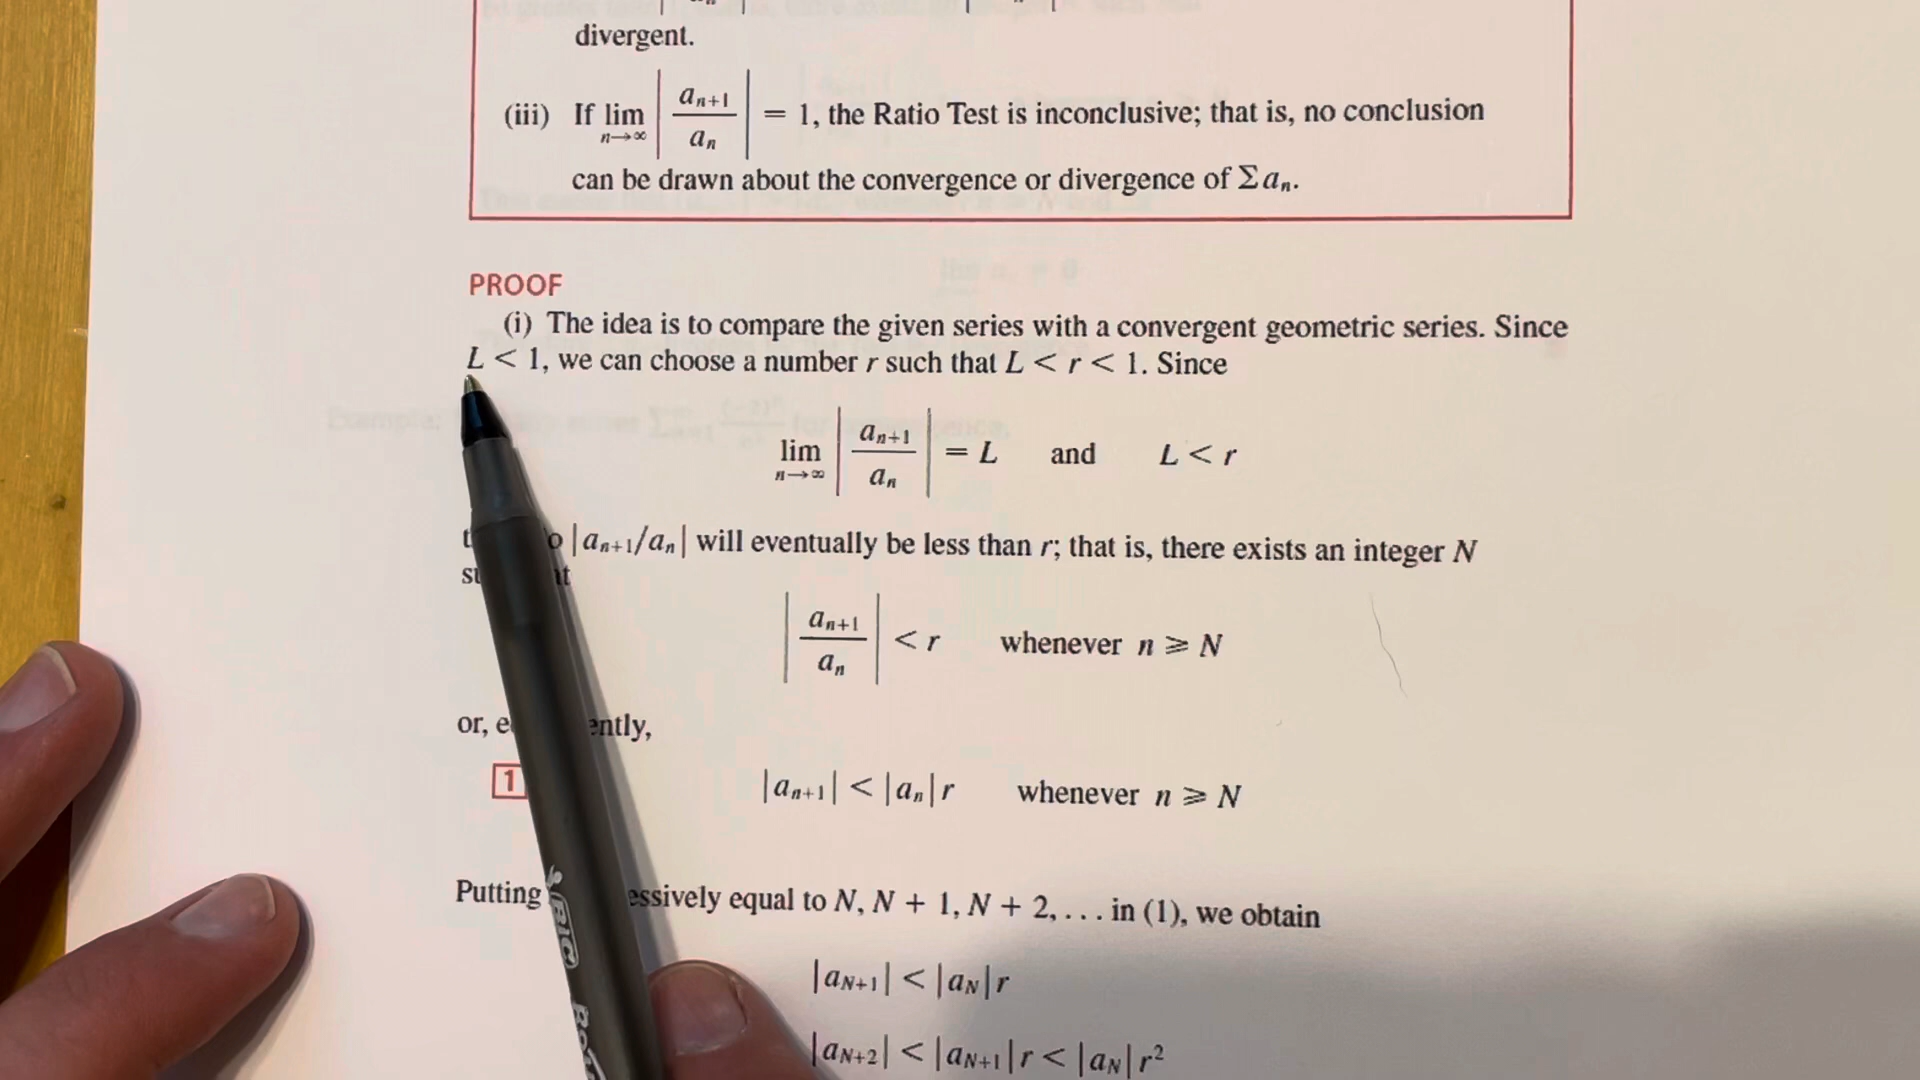 divergent.
(iii) If lim n→∞ | a_{n+1} / a_n | = 1, the Ratio Test is inconclusive; that is, no conclusion
can be drawn about the convergence or divergence of Σ a_n.
PROOF
(i) The idea is to compare the given series with a convergent geometric series. Since
L < 1, we can choose a number r such that L < r < 1. Since
lim n→∞ | a_{n+1} / a_n | = L and L < r
|a_{n+1}/a_n| will eventually be less than r; that is, there exists an integer N
| a_{n+1} / a_n | < r whenever n ⩾ N
or,
1 |a_{n+1}| < |a_n| r whenever n ⩾ N
Putting equal to N, N + 1, N + 2, . . . in (1), we obtain
|a_{N+1}| < |a_N| r
|a_{N+2}| < |a_{N+1}| r < |a_N| r²
BIC